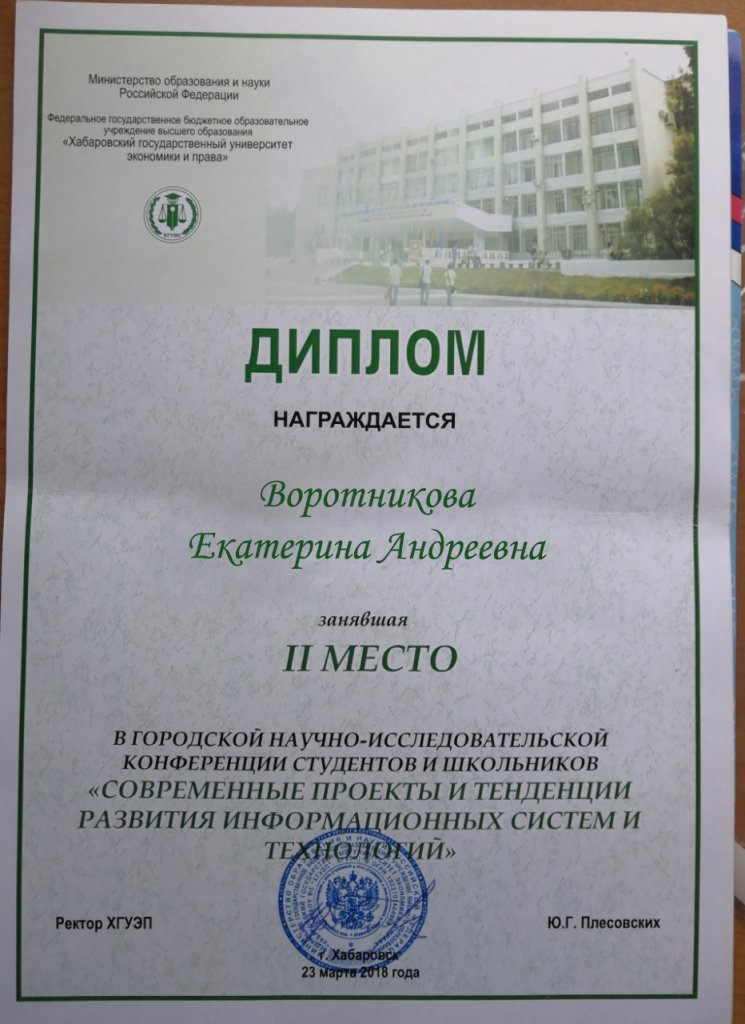 Министерство образования и науки
Российской Федерации
Федеральное государственное бюджетное образовательное
учреждение высшего образования
«Хабаровский государственный университет
экономики и права»
ХГУЭП
ДИПЛОМ
НАГРАЖДАЕТСЯ
Воротникова
Екатерина Андреевна
занявшая
II МЕСТО
В ГОРОДСКОЙ НАУЧНО-ИССЛЕДОВАТЕЛЬСКОЙ
КОНФЕРЕНЦИИ СТУДЕНТОВ И ШКОЛЬНИКОВ
«СОВРЕМЕННЫЕ ПРОЕКТЫ И ТЕНДЕНЦИИ
РАЗВИТИЯ ИНФОРМАЦИОННЫХ СИСТЕМ И
ТЕХНОЛОГИЙ»
Ректор ХГУЭП
Ю.Г. Плесовских
г. Хабаровск
23 марта 2018 года